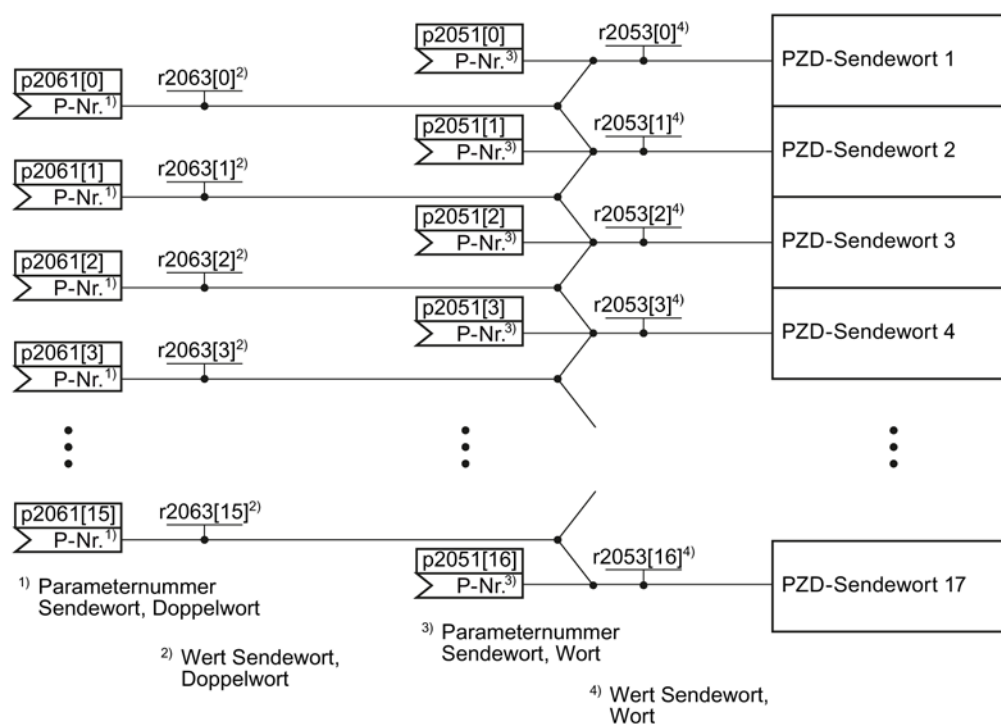 p2051[0]
P-Nr.3)
r2053[0]4)
PZD-Sendewort 1
p2061[0]
P-Nr.1)
r2063[0]2)
p2051[1]
P-Nr.3)
r2053[1]4)
PZD-Sendewort 2
p2061[1]
P-Nr.1)
r2063[1]2)
p2051[2]
P-Nr.3)
r2053[2]4)
PZD-Sendewort 3
p2061[2]
P-Nr.1)
r2063[2]2)
p2051[3]
P-Nr.3)
r2053[3]4)
PZD-Sendewort 4
p2061[3]
P-Nr.1)
r2063[3]2)
p2061[15]
P-Nr.1)
r2063[15]2)
p2051[16]
P-Nr.3)
r2053[16]4)
PZD-Sendewort 17
1) Parameternummer
Sendewort, Doppelwort
2) Wert Sendewort,
Doppelwort
3) Parameternummer
Sendewort, Wort
4) Wert Sendewort,
Wort